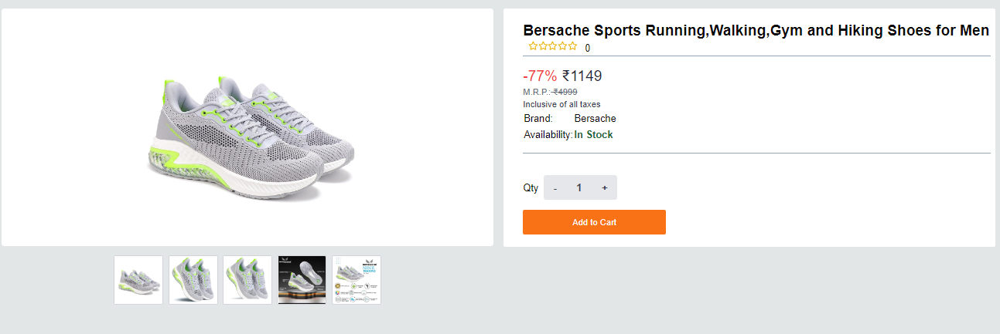 Bersache Sports Running,Walking,Gym and Hiking Shoes for Men
0
-77% ₹1149
M.R.P.: ₹4999
Inclusive of all taxes
Brand: Bersache
Availability: In Stock
Qty - 1 +
Add to Cart